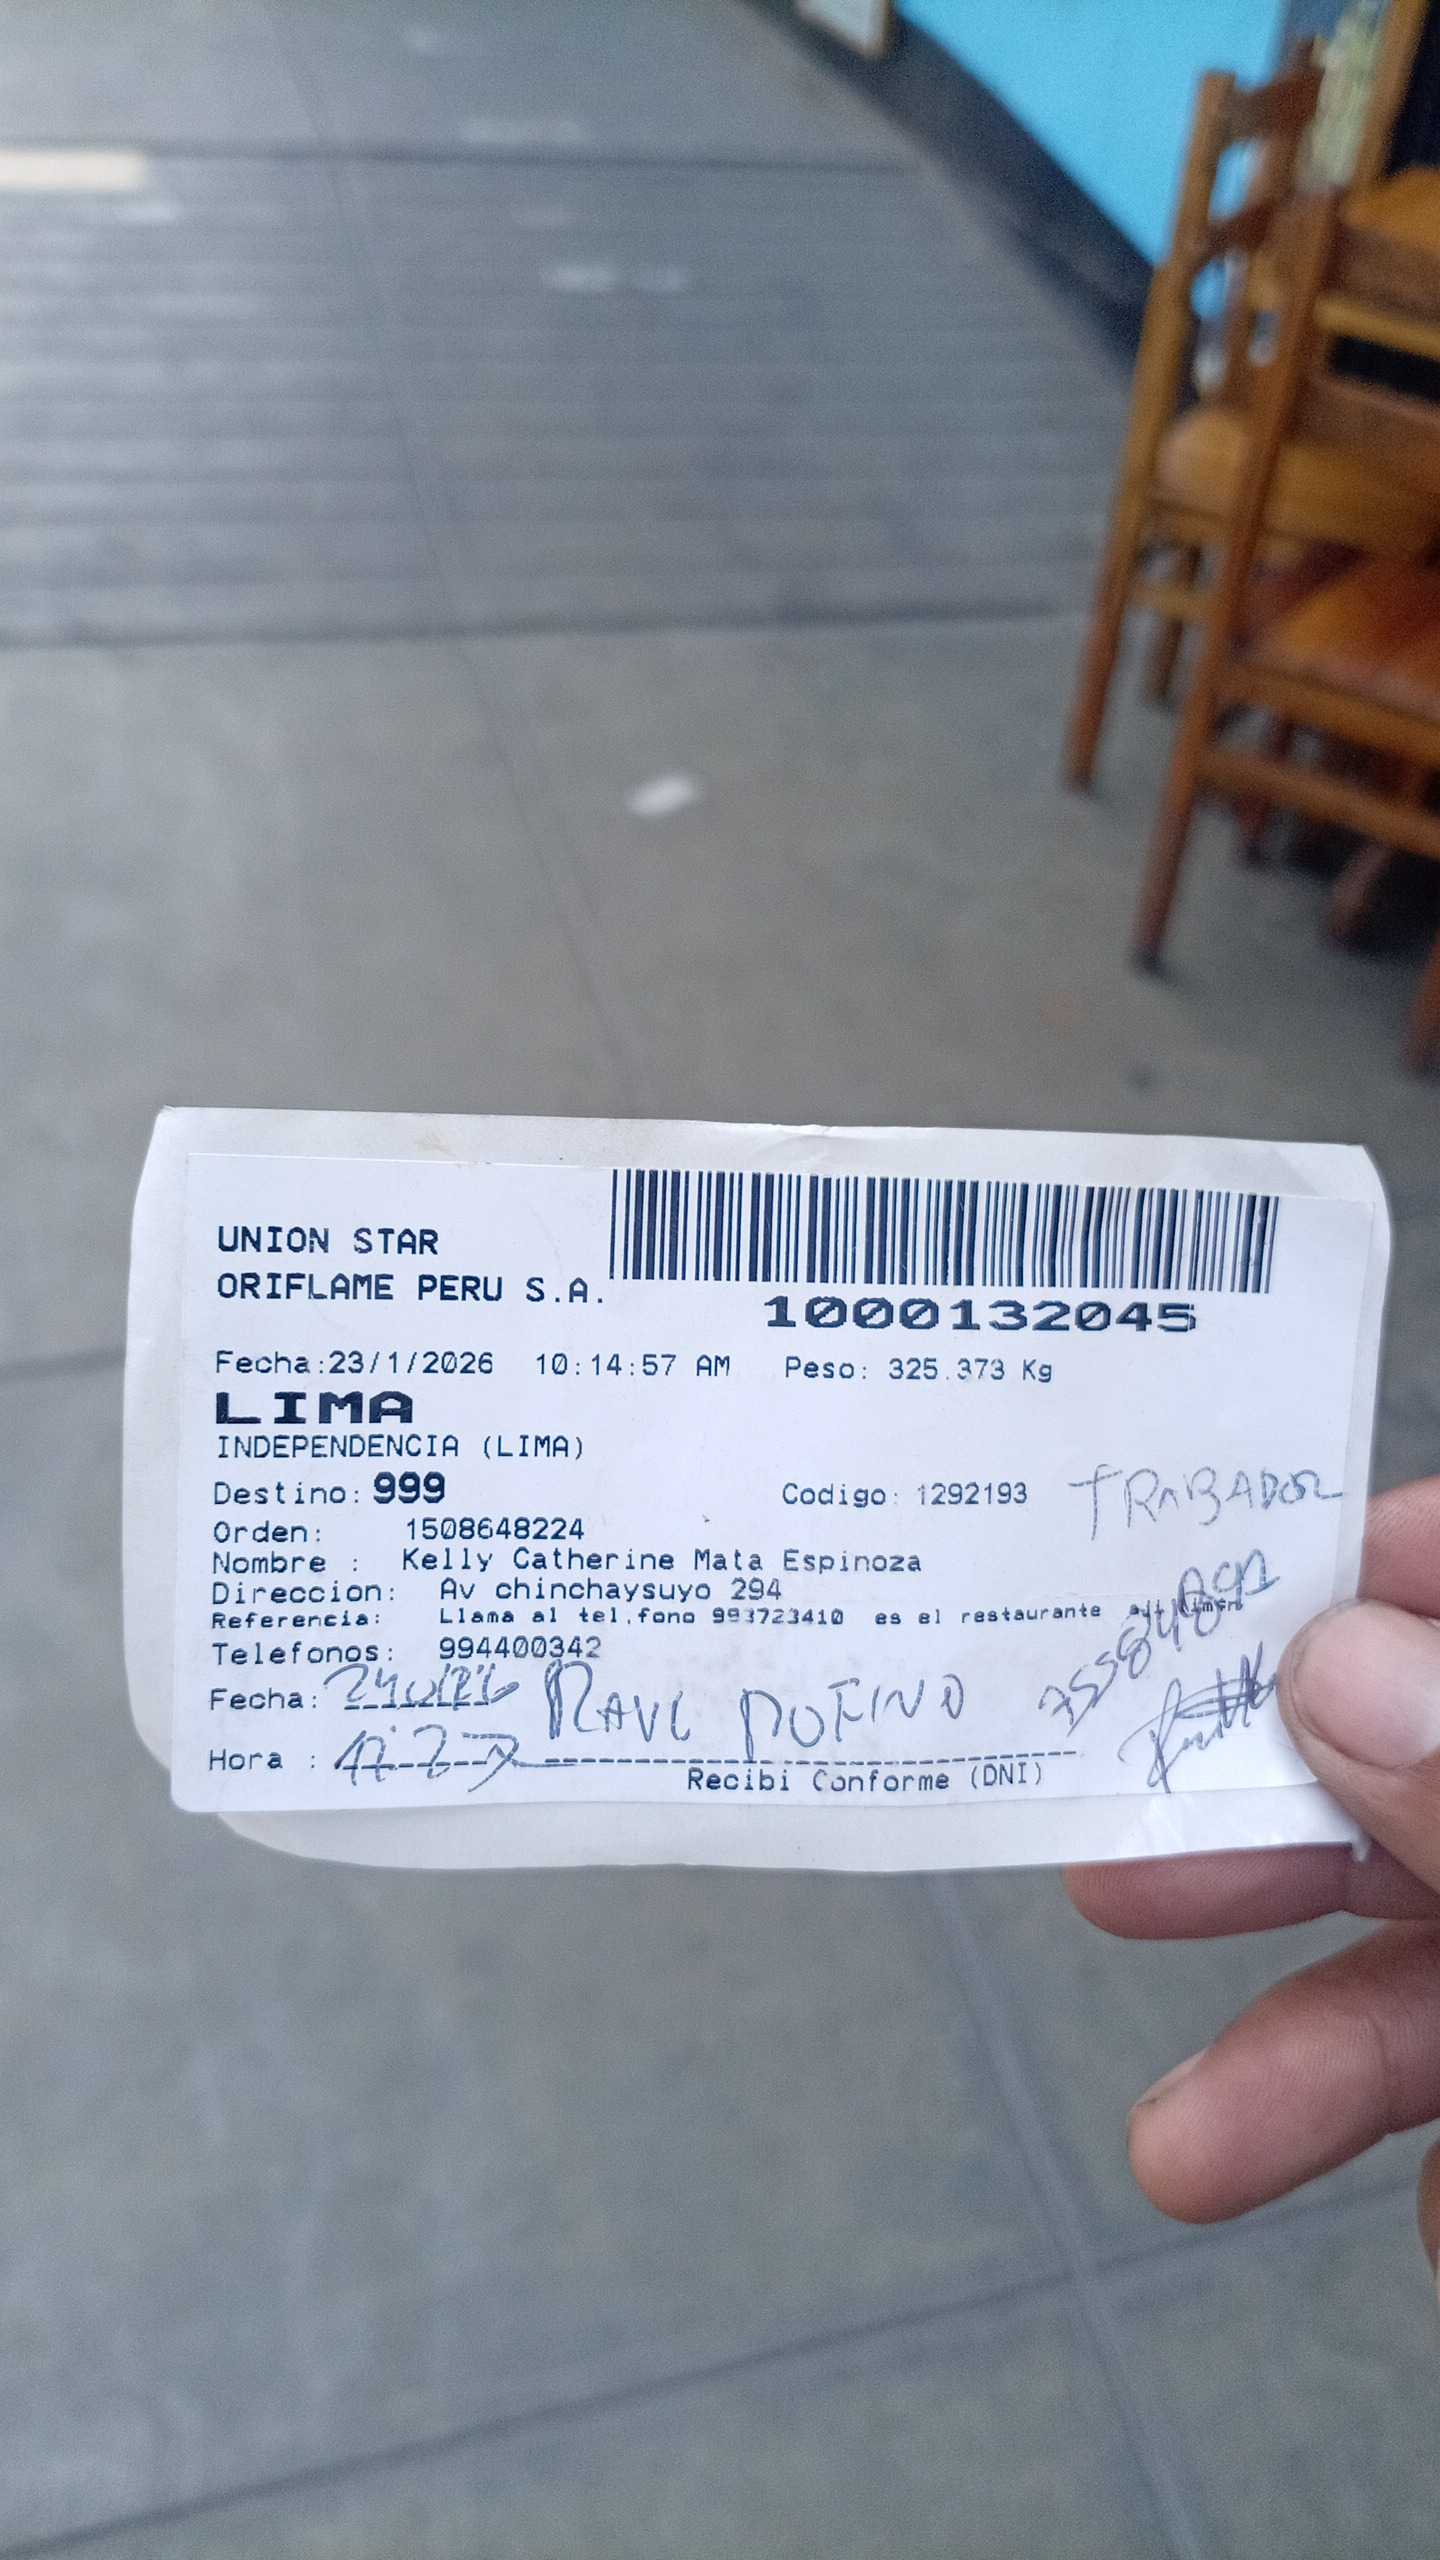 UNION STAR
ORIFLAME PERU S.A.
1000132045
Fecha:23/1/2026 10:14:57 AM Peso: 325.373 Kg
LIMA
INDEPENDENCIA (LIMA)
Destino: 999 Codigo: 1292193 TRABADOR
Orden: 1508648224
Nombre : Kelly Catherine Mata Espinoza
Direccion: Av chinchaysuyo 294
Referencia: Llama al tel,fono 993723410 es el restaurante
Telefonos: 994400342
Fecha:
Hora :
Recibi Conforme (DNI)